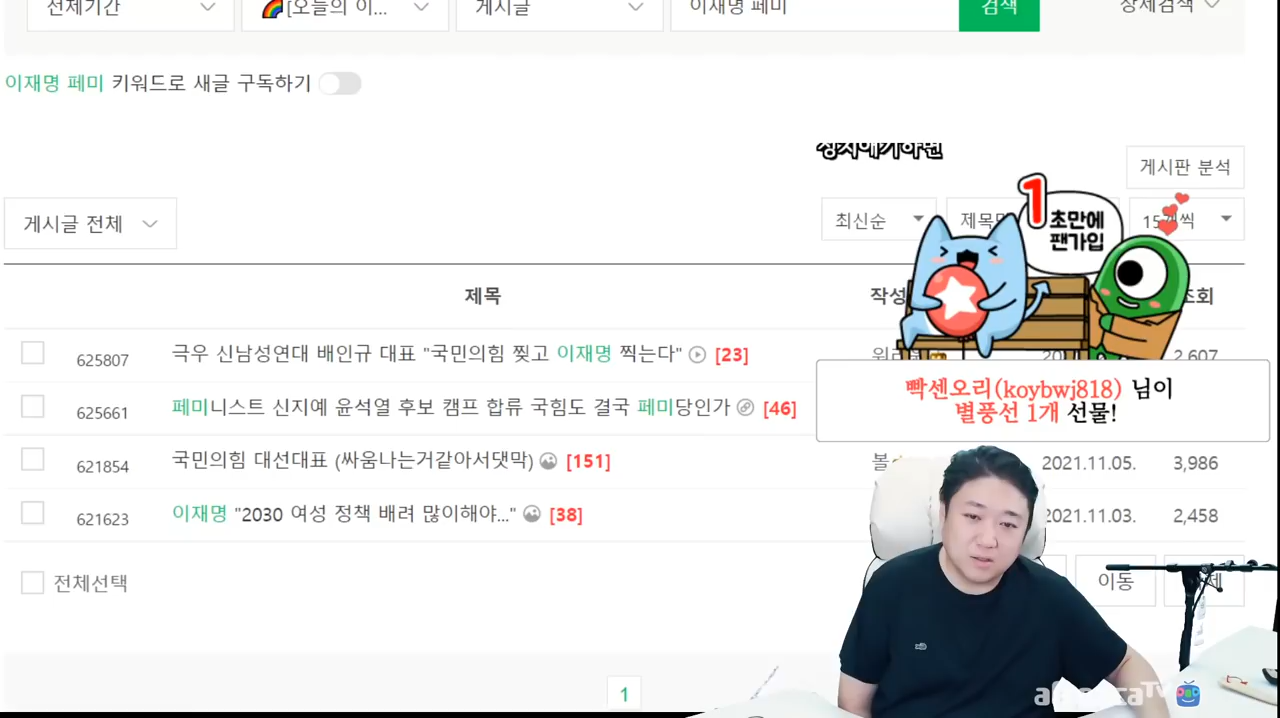 전체기간
[오늘의 이...
게시글
이재명 페미
검색
상세검색
이재명 페미 키워드로 새글 구독하기
게시판 분석
게시글 전체
최신순
제목만
15개씩
1
초만에
팬가입
제목
조회
625807 극우 신남성연대 배인규 대표 "국민의힘 찢고 이재명 찍는다" [23]
2,607
625661 페미니스트 신지예 윤석열 후보 캠프 합류 국힘도 결국 페미당인가 [46]
빡센오리(koybwj818) 님이
별풍선 1개 선물!
621854 국민의힘 대선대표 (싸움나는거같아서댓막) [151] 2021.11.05. 3,986
621623 이재명 "2030 여성 정책 배려 많이해야..." [38] 2021.11.03. 2,458
전체선택
이동
1